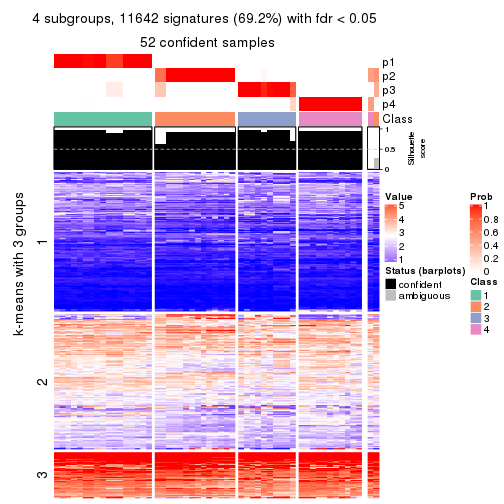 4 subgroups, 11642 signatures (69.2%) with fdr < 0.05
52 confident samples
p1
p2
p3
p4
Class
1
0.5
0
Silhouette
score
k-means with 3 groups
1
2
3
Value
5
4
3
2
1
Status (barplots)
confident
ambiguous
Prob
1
0.8
0.6
0.4
0.2
0
Class
1
2
3
4